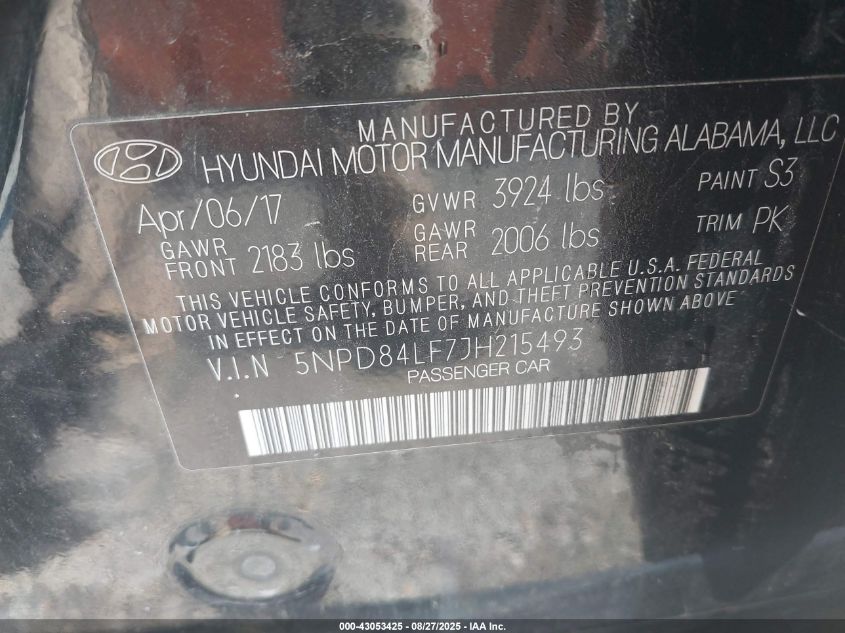 MANUFACTURED BY
HYUNDAI MOTOR MANUFACTURING ALABAMA, LLC
Apr/06/17 GVWR 3924 lbs PAINT S3
GAWR FRONT 2183 lbs GAWR REAR 2006 lbs TRIM PK
THIS VEHICLE CONFORMS TO ALL APPLICABLE U.S.A. FEDERAL
MOTOR VEHICLE SAFETY, BUMPER, AND THEFT PREVENTION STANDARDS
IN EFFECT ON THE DATE OF MANUFACTURE SHOWN ABOVE
V.I.N 5NPD84LF7JH215493
PASSENGER CAR
000-43053425 - 08/27/2025 - IAA Inc.